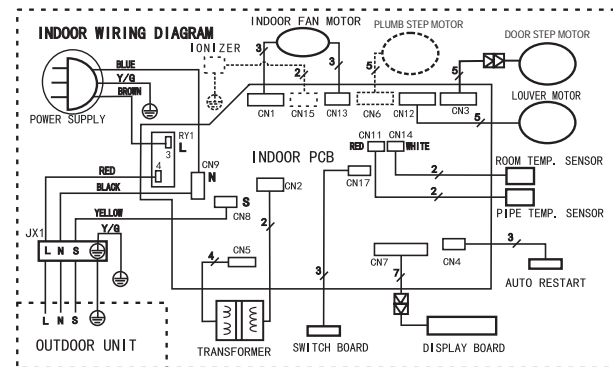 INDOOR WIRING DIAGRAM
INDOOR FAN MOTOR
PLUMB STEP MOTOR
DOOR STEP MOTOR
IONIZER
BLUE
Y/G
BROWN
POWER SUPPLY
3
2
3
5
5
CN1
CN15
CN13
CN6
CN12
CN3
LOUVER MOTOR
5
RY1
L
3
4
CN9
N
INDOOR PCB
CN11
CN14
RED
WHITE
2
ROOM TEMP. SENSOR
2
PIPE TEMP. SENSOR
CN17
CN2
RED
BLACK
YELLOW
S
CN8
Y/G
JX1
L N S
2
4
CN5
3
CN7
7
CN4
3
AUTO RESTART
L N S
OUTDOOR UNIT
TRANSFORMER
SWITCH BOARD
DISPLAY BOARD